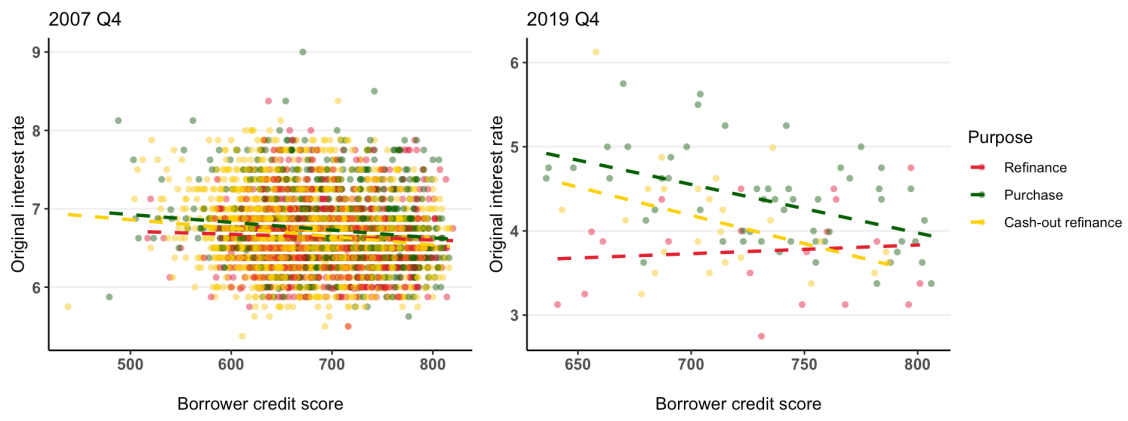 2007 Q4
2019 Q4
Original interest rate
9
8
7
6
500
600
700
800
Borrower credit score
Original interest rate
6
5
4
3
650
700
750
800
Borrower credit score
Purpose
Refinance
Purchase
Cash-out refinance